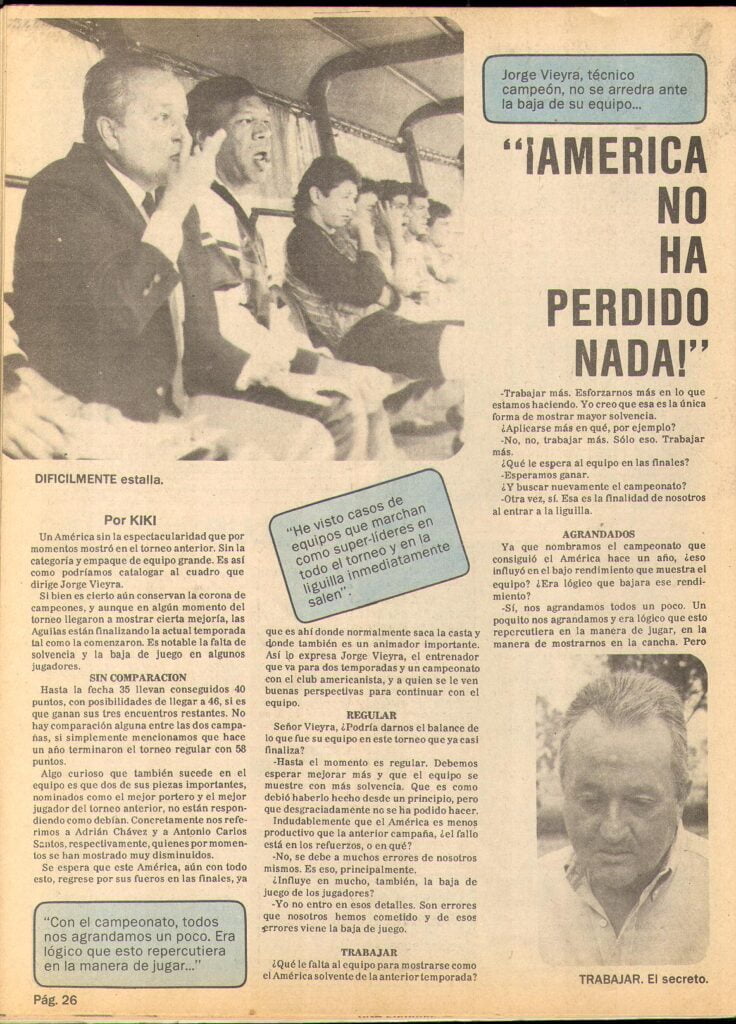 Jorge Vieyra, técnico
campeón, no se arredra ante
la baja de su equipo...
“¡AMERICA
NO
HA
PERDIDO
NADA!”
DIFICILMENTE estalla.
Por KIKI
Un América sin la espectacularidad que por
momentos mostró en el torneo anterior. Sin la
categoría y empaque de equipo grande. Es así
como podríamos catalogar al cuadro que
dirige Jorge Vieyra.
Si bien es cierto aún conservan la corona de
campeones, y aunque en algún momento del
torneo llegaron a mostrar cierta mejoría, las
Aguilas están finalizando la actual temporada
tal como la comenzaron. Es notable la falta de
solvencia y la baja de juego en algunos
jugadores.
SIN COMPARACION
Hasta la fecha 35 llevan conseguidos 40
puntos, con posibilidades de llegar a 46, si es
que ganan sus tres encuentros restantes. No
hay comparación alguna entre las dos campa-
ñas, si simplemente mencionamos que hace
un año terminaron el torneo regular con 58
puntos.
Algo curioso que también sucede en el
equipo es que dos de sus piezas importantes,
nominados como el mejor portero y el mejor
jugador del torneo anterior, no están respon-
diendo como debían. Concretamente nos refe-
rimos a Adrián Chávez y a Antonio Carlos
Santos, respectivamente, quienes por momen-
tos se han mostrado muy disminuidos.
Se espera que este América, aún con todo
esto, regrese por sus fueros en las finales, ya
“Con el campeonato, todos
nos agrandamos un poco. Era
lógico que esto repercutiera
en la manera de jugar...”
Pág. 26
“He visto casos de
equipos que marchan
como super-líderes en
todo el torneo y en la
liguilla inmediatamente
salen”.
que es ahí donde normalmente saca la casta y
donde también es un animador importante.
Así lo expresa Jorge Vieyra, el entrenador
que va para dos temporadas y un campeonato
con el club americanista, y a quien se le ven
buenas perspectivas para continuar con el
equipo.
REGULAR
Señor Vieyra, ¿Podría darnos el balance de
lo que fue su equipo en este torneo que ya casi
finaliza?
-Hasta el momento es regular. Debemos
esperar mejorar más y que el equipo se
muestre con más solvencia. Que es como
debió haberlo hecho desde un principio, pero
que desgraciadamente no se ha podido hacer.
Indudablemente que el América es menos
productivo que la anterior campaña, ¿el fallo
está en los refuerzos, o en qué?
-No, se debe a muchos errores de nosotros
mismos. Es eso, principalmente.
¿Influye en mucho, también, la baja de
juego de los jugadores?
-Yo no entro en esos detalles. Son errores
que nosotros hemos cometido y de esos
errores viene la baja de juego.
TRABAJAR
¿Qué le falta al equipo para mostrarse como
el América solvente de la anterior temporada?
-Trabajar más. Esforzarnos más en lo que
estamos haciendo. Yo creo que esa es la única
forma de mostrar mayor solvencia.
¿Aplicarse más en qué, por ejemplo?
-No, no, trabajar más. Sólo eso. Trabajar
más.
¿Qué le espera al equipo en las finales?
-Esperamos ganar.
¿Y buscar nuevamente el campeonato?
-Otra vez, sí. Esa es la finalidad de nosotros
al entrar a la liguilla.
AGRANDADOS
Ya que nombramos el campeonato que
consiguió el América hace un año, ¿eso
influyó en el bajo rendimiento que muestra el
equipo? ¿Era lógico que bajara ese rendi-
miento?
-Sí, nos agrandamos todos un poco. Un
poquito nos agrandamos y era lógico que esto
repercutiera en la manera de jugar, en la
manera de mostrarnos en la cancha. Pero
TRABAJAR. El secreto.